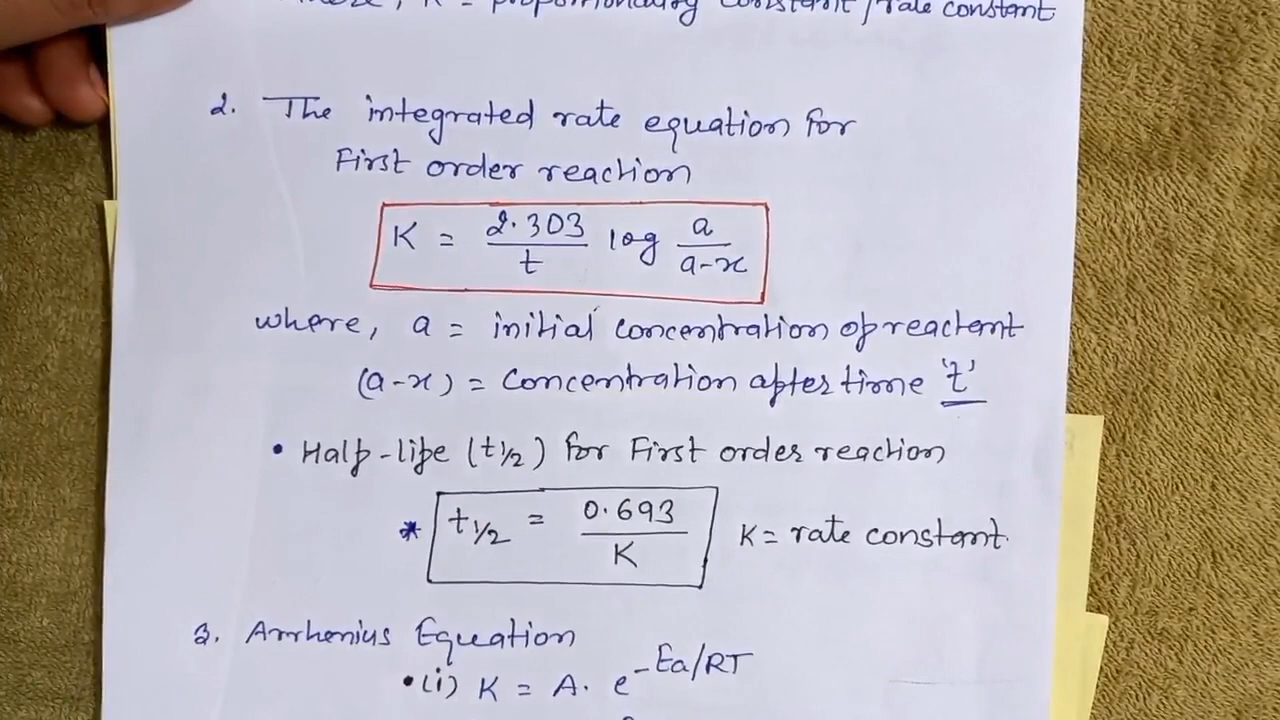 K = proportionality constant / rate constant
2. The integrated rate equation for
First order reaction
K = 2.303/t log a/a-x
where, a = initial concentration of reactant
(a-x) = concentration after time 't'
• Half-life (t1/2) for First order reaction
* t1/2 = 0.693/K K = rate constant.
3. Arrhenius Equation
• (i) K = A. e^-Ea/RT